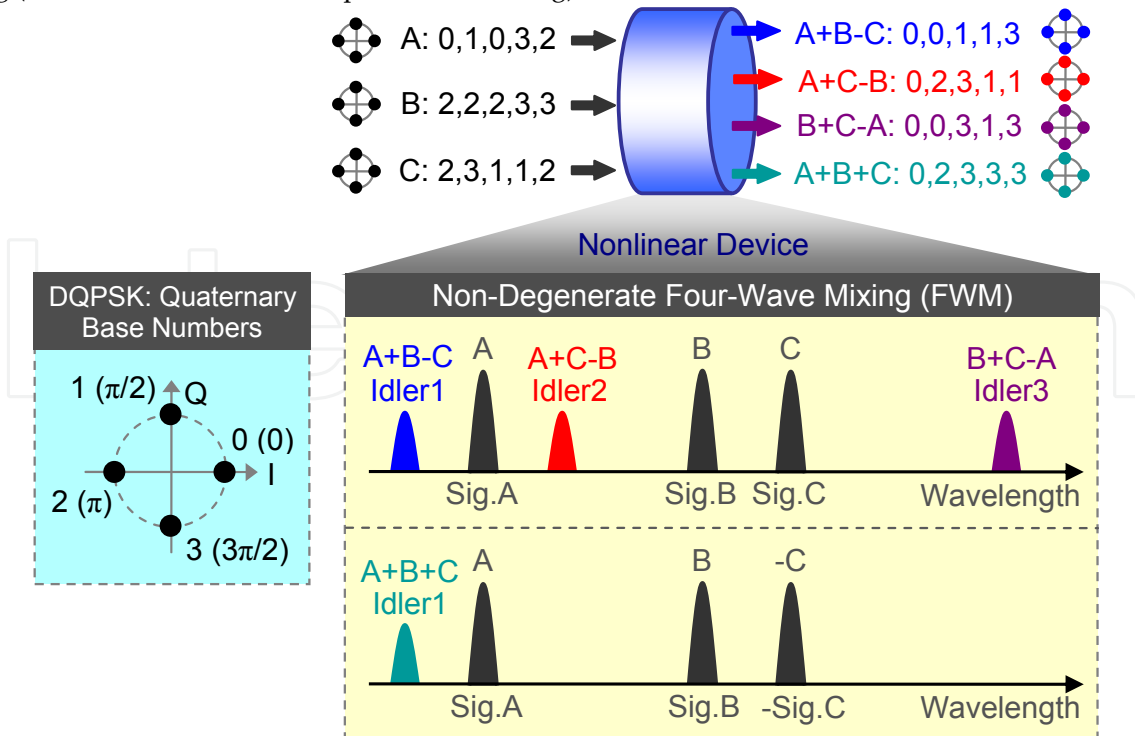 A: 0,1,0,3,2
B: 2,2,2,3,3
C: 2,3,1,1,2
A+B-C: 0,0,1,1,3
A+C-B: 0,2,3,1,1
B+C-A: 0,0,3,1,3
A+B+C: 0,2,3,3,3
Nonlinear Device
DQPSK: Quaternary
Base Numbers
1 (π/2)
Q
0 (0)
I
2 (π)
3 (3π/2)
Non-Degenerate Four-Wave Mixing (FWM)
A+B-C
Idler1
A
A+C-B
Idler2
B
C
B+C-A
Idler3
Sig.A
Sig.B
Sig.C
Wavelength
A+B+C
Idler1
A
B
-C
Sig.A
Sig.B
-Sig.C
Wavelength